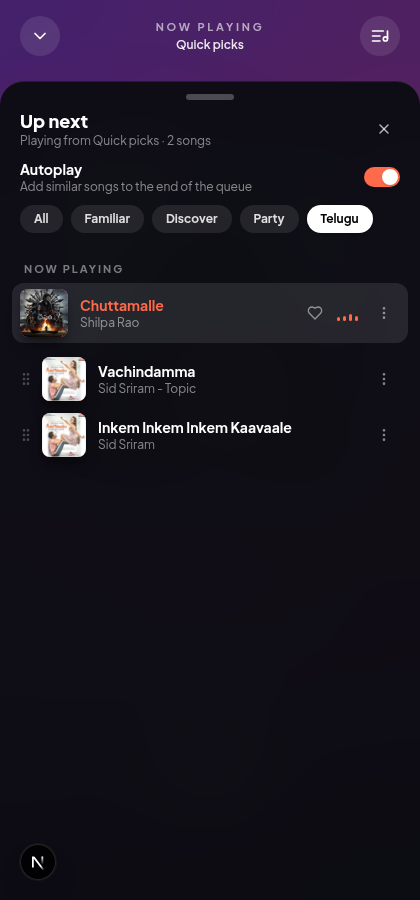 NOW PLAYING
Quick picks
Up next
Playing from Quick picks · 2 songs
Autoplay
Add similar songs to the end of the queue
All
Familiar
Discover
Party
Telugu
NOW PLAYING
Chuttamalle
Shilpa Rao
Vachindamma
Sid Sriram - Topic
Inkem Inkem Inkem Kaavaale
Sid Sriram
N